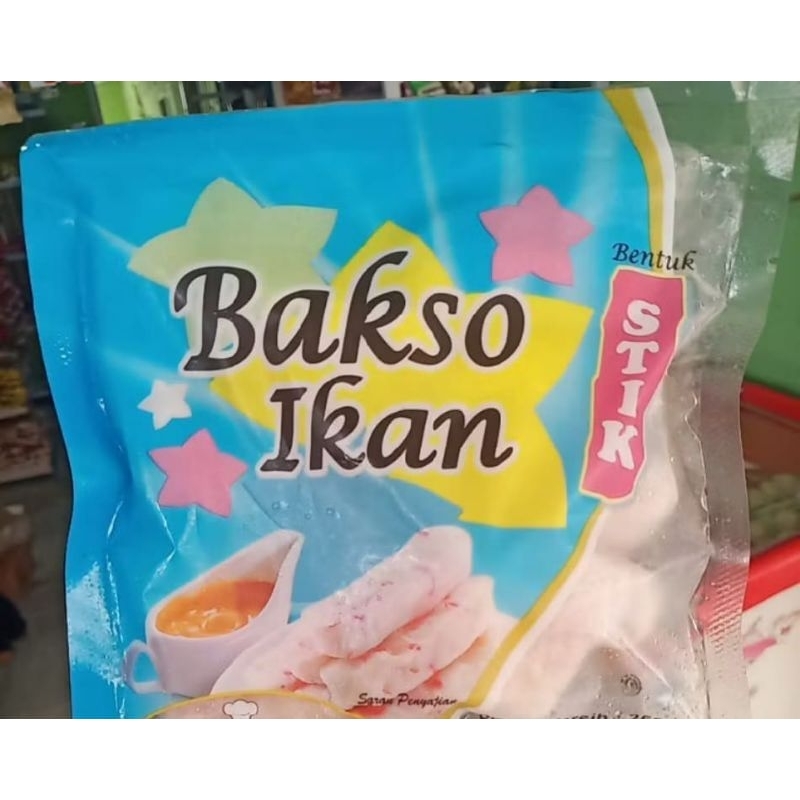 Bakso
Ikan
Bentuk
STIK
Saran Penyajian